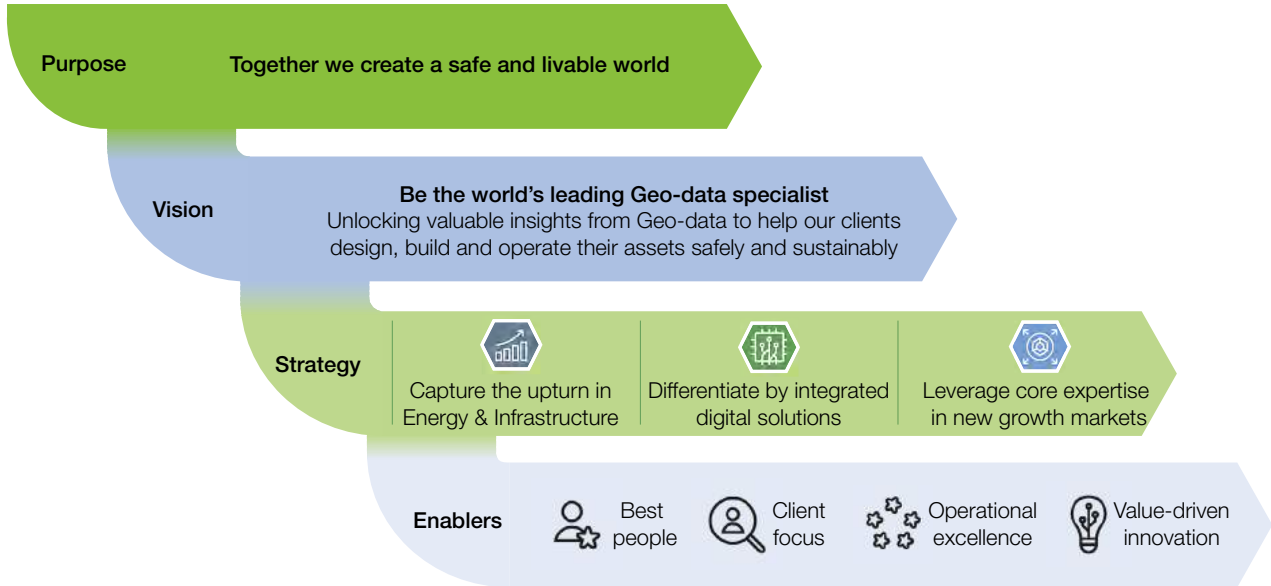 Purpose
Together we create a safe and livable world
Vision
Be the world's leading Geo-data specialist
Unlocking valuable insights from Geo-data to help our clients
design, build and operate their assets safely and sustainably
Strategy
Capture the upturn in
Energy & Infrastructure
Differentiate by integrated
digital solutions
Leverage core expertise
in new growth markets
Enablers
Best
people
Client
focus
Operational
excellence
Value-driven
innovation